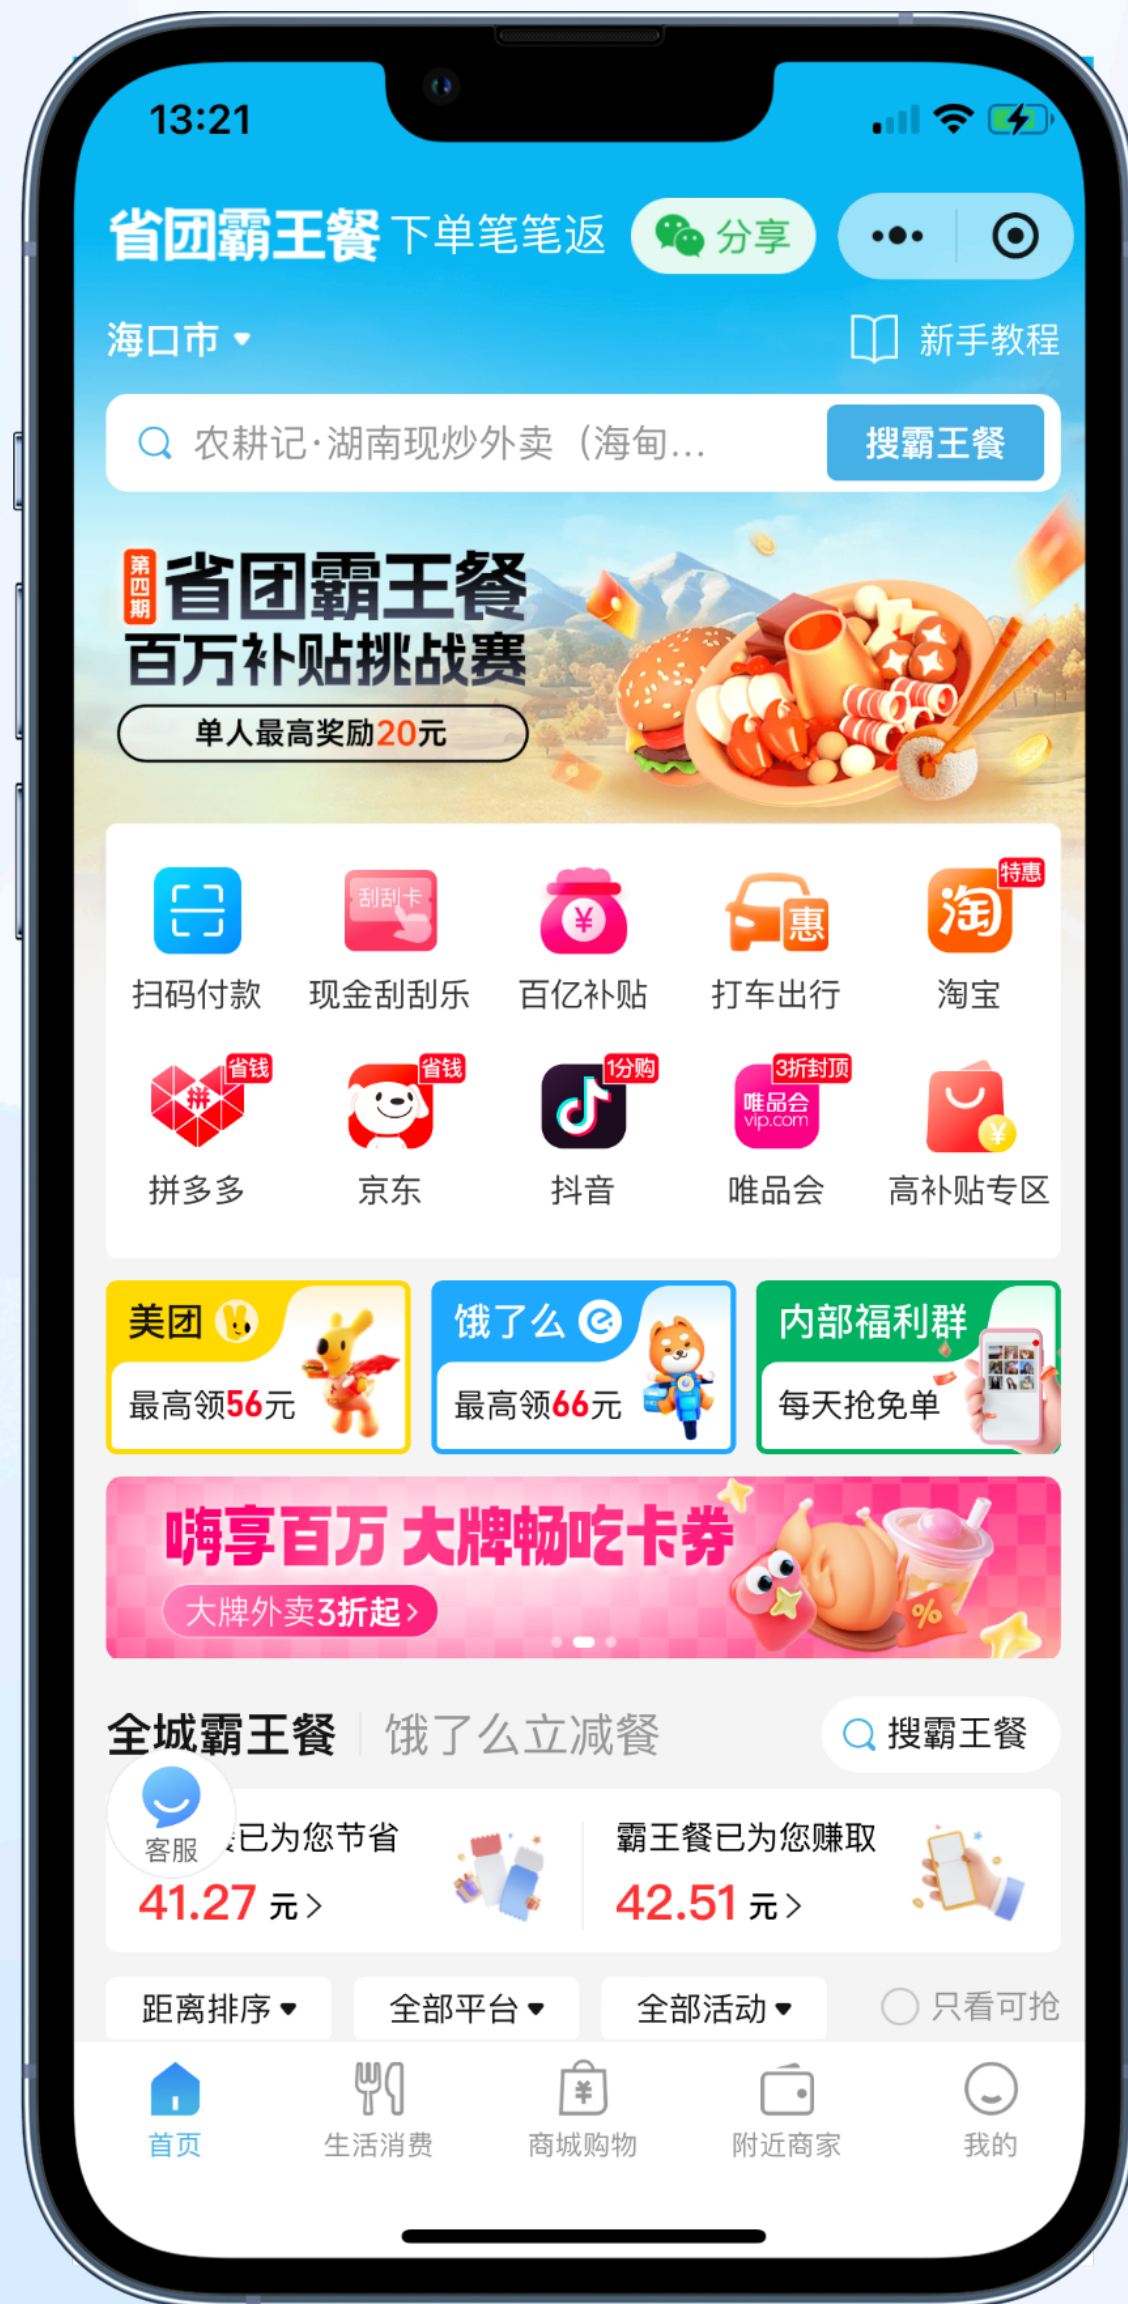 13:21
省团霸王餐 下单笔笔返 分享
海口市 新手教程
农耕记·湖南现炒外卖（海甸... 搜霸王餐
第四期 省团霸王餐
百万补贴挑战赛
单人最高奖励20元
刮刮卡 ¥ 惠 淘 特惠
扫码付款 现金刮刮乐 百亿补贴 打车出行 淘宝
拼 省钱 省钱 1分购 唯品会 vip.com 3折封顶 ¥
拼多多 京东 抖音 唯品会 高补贴专区
美团 饿了么 内部福利群
最高领56元 最高领66元 每天抢免单
嗨享百万 大牌畅吃卡券
大牌外卖3折起>
%
全城霸王餐 饿了么立减餐 搜霸王餐
客服 已为您节省 霸王餐已为您赚取
41.27 元> 42.51 元>
距离排序 全部平台 全部活动 只看可抢
首页 生活消费 商城购物 附近商家 我的